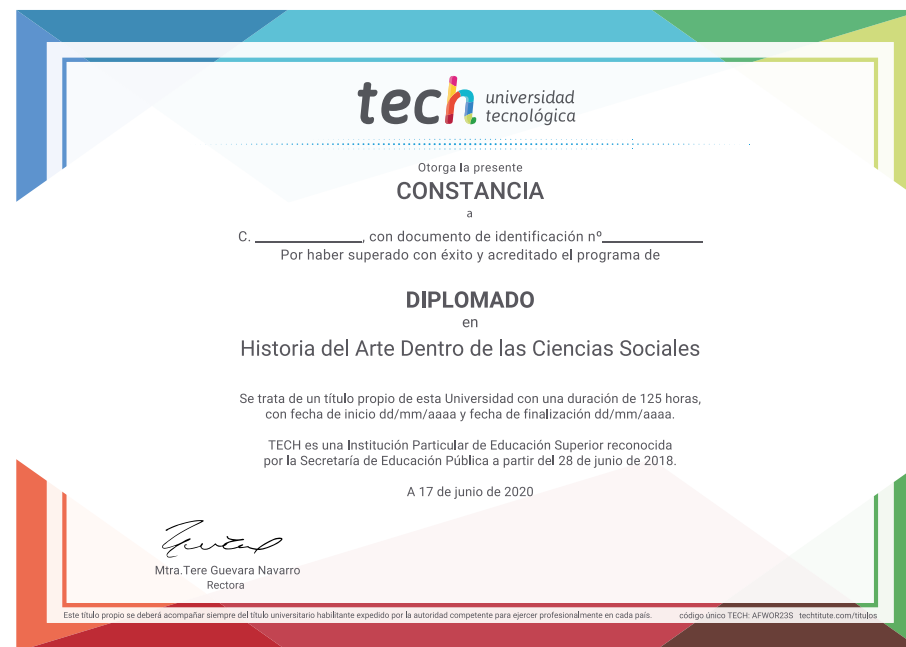 tech universidad
tecnológica
Otorga la presente
CONSTANCIA
a
C. ______________, con documento de identificación nº_____________
Por haber superado con éxito y acreditado el programa de
DIPLOMADO
en
Historia del Arte Dentro de las Ciencias Sociales
Se trata de un título propio de esta Universidad con una duración de 125 horas,
con fecha de inicio dd/mm/aaaa y fecha de finalización dd/mm/aaaa.
TECH es una Institución Particular de Educación Superior reconocida
por la Secretaría de Educación Pública a partir del 28 de junio de 2018.
A 17 de junio de 2020
Mtra.Tere Guevara Navarro
Rectora
Este título propio se deberá acompañar siempre del título universitario habilitante expedido por la autoridad competente para ejercer profesionalmente en cada país. código único TECH: AFWOR23S techtitute.com/titulos